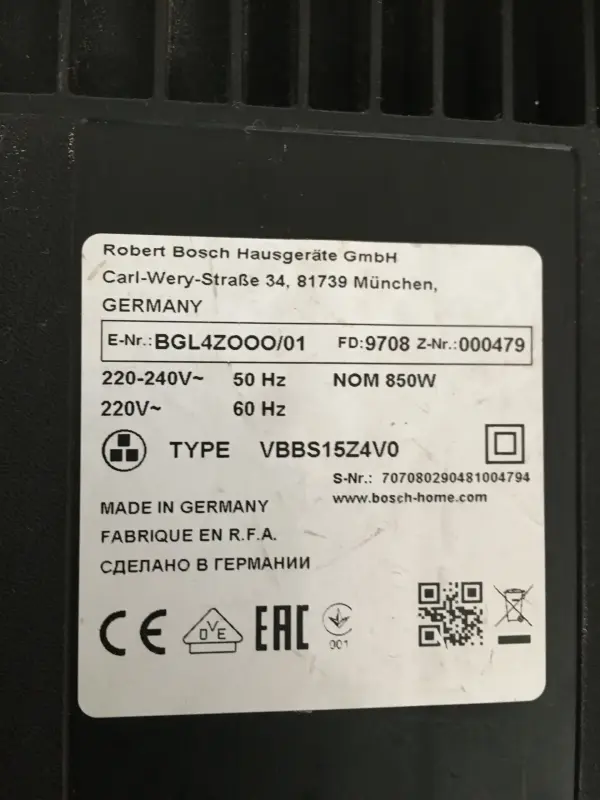 Robert Bosch Hausgeräte GmbH
Carl-Wery-Straße 34, 81739 München,
GERMANY
E-Nr.: BGL4ZOOO/01 FD: 9708 Z-Nr.: 000479
220-240V~ 50 Hz NOM 850W
220V~ 60 Hz
TYPE VBBS15Z4V0
S-Nr.: 707080290481004794
www.bosch-home.com
MADE IN GERMANY
FABRIQUE EN R.F.A.
СДЕЛАНО В ГЕРМАНИИ
CE DVE EAC 001